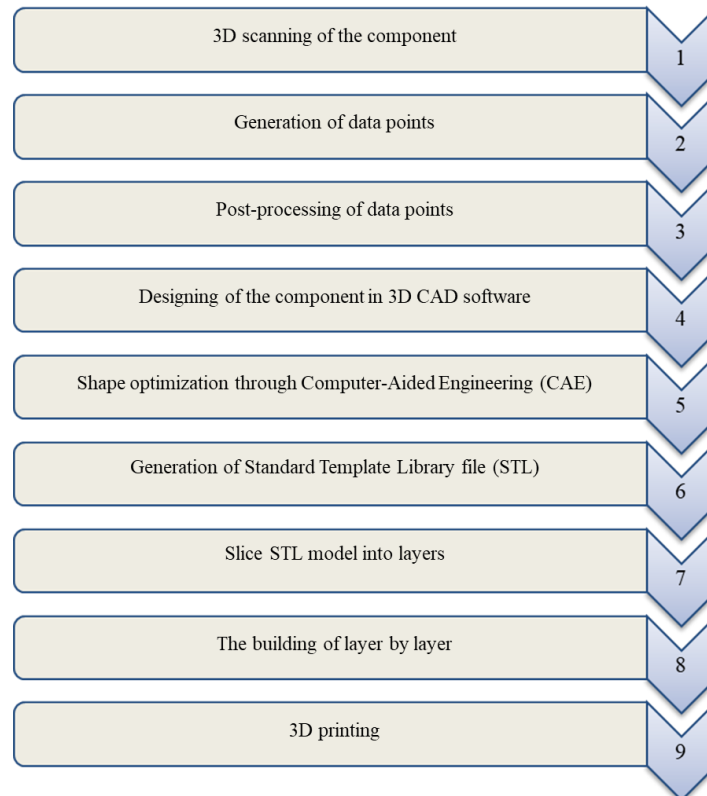 3D scanning of the component
1
Generation of data points
2
Post-processing of data points
3
Designing of the component in 3D CAD software
4
Shape optimization through Computer-Aided Engineering (CAE)
5
Generation of Standard Template Library file (STL)
6
Slice STL model into layers
7
The building of layer by layer
8
3D printing
9